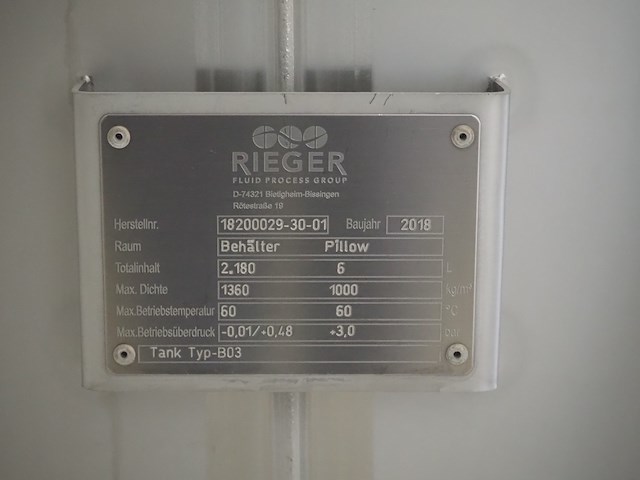 RIEGER
FLUID PROCESS GROUP
D-74321 Bietigheim-Bissingen
Rötestraße 19
Herstellnr. 18200029-30-01 Baujahr 2018
Raum Behälter Pillow
Totalinhalt 2.180 6 L
Max. Dichte 1360 1000 Kg/m³
Max.Betriebstemperatur 60 60 °C
Max.Betriebsüberdruck -0,01/+0,48 +3,0 bar
Tank Typ-B03